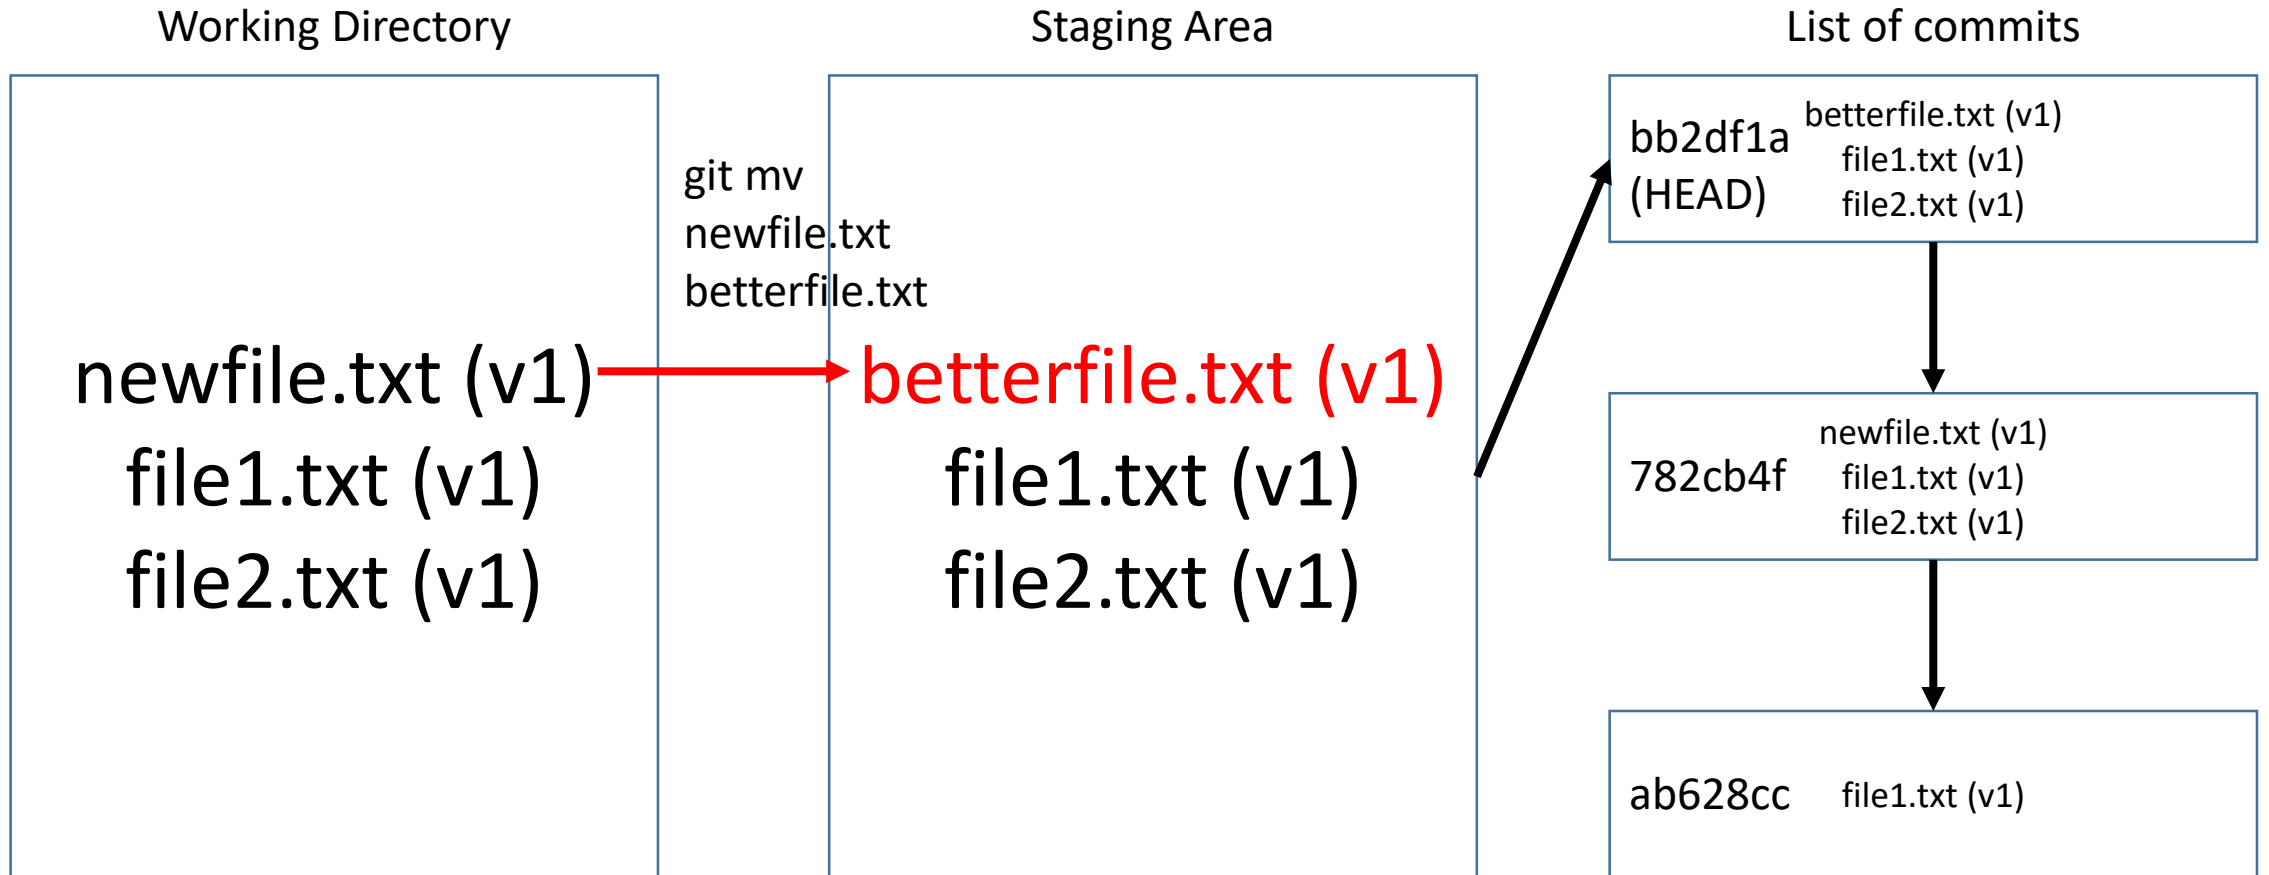 Working Directory
Staging Area
List of commits
git mv
newfile.txt
betterfile.txt
newfile.txt (v1)
file1.txt (v1)
file2.txt (v1)
betterfile.txt (v1)
file1.txt (v1)
file2.txt (v1)
bb2df1a
(HEAD)
betterfile.txt (v1)
file1.txt (v1)
file2.txt (v1)
782cb4f
newfile.txt (v1)
file1.txt (v1)
file2.txt (v1)
ab628cc
file1.txt (v1)